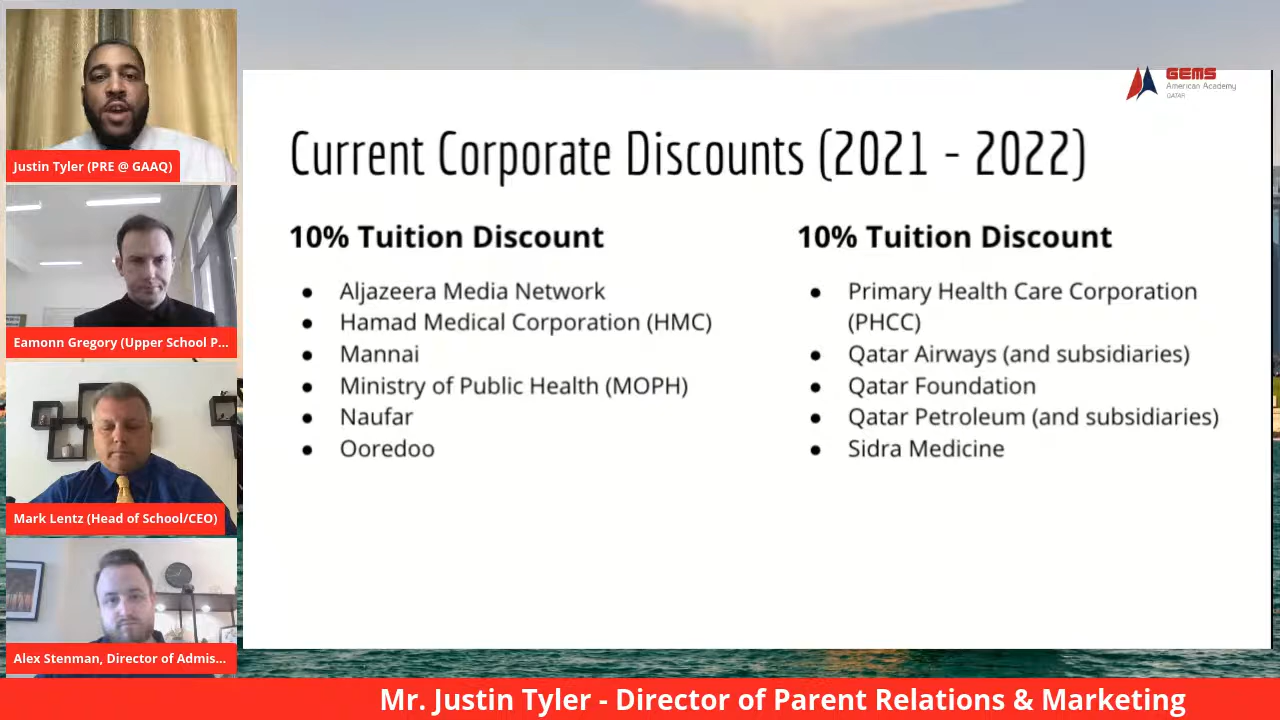 Justin Tyler (PRE @ GAAQ)
Eamonn Gregory (Upper School P...
Mark Lentz (Head of School/CEO)
Alex Stenman, Director of Admis...
GEMS
American Academy
QATAR
Current Corporate Discounts (2021 - 2022)
10% Tuition Discount
● Aljazeera Media Network
● Hamad Medical Corporation (HMC)
● Mannai
● Ministry of Public Health (MOPH)
● Naufar
● Ooredoo
10% Tuition Discount
● Primary Health Care Corporation
(PHCC)
● Qatar Airways (and subsidiaries)
● Qatar Foundation
● Qatar Petroleum (and subsidiaries)
● Sidra Medicine
Mr. Justin Tyler - Director of Parent Relations & Marketing